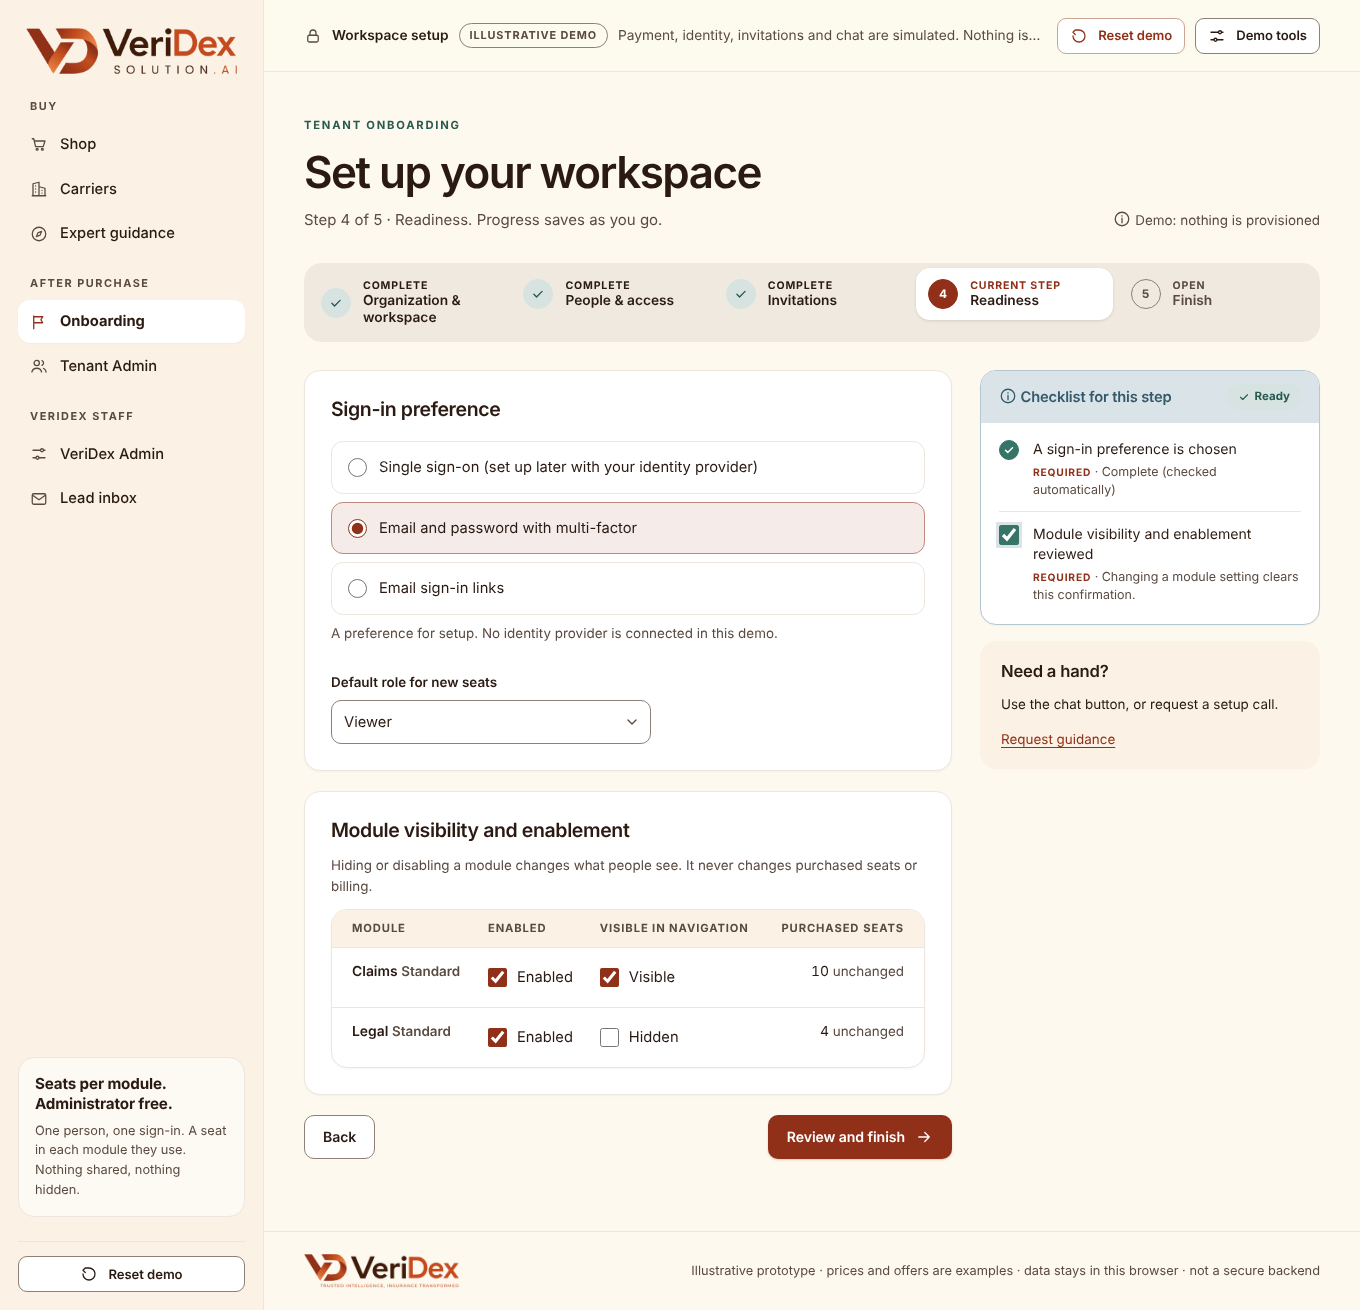 VeriDex
SOLUTION.AI
BUY
Shop
Carriers
Expert guidance
AFTER PURCHASE
Onboarding
Tenant Admin
VERIDEX STAFF
VeriDex Admin
Lead inbox
Seats per module.
Administrator free.
One person, one sign-in. A seat
in each module they use.
Nothing shared, nothing
hidden.
Reset demo
Workspace setup
ILLUSTRATIVE DEMO
Payment, identity, invitations and chat are simulated. Nothing is...
Reset demo
Demo tools
TENANT ONBOARDING
Set up your workspace
Step 4 of 5 · Readiness. Progress saves as you go.
Demo: nothing is provisioned
COMPLETE
Organization &
workspace
COMPLETE
People & access
COMPLETE
Invitations
4
CURRENT STEP
Readiness
5
OPEN
Finish
Sign-in preference
Single sign-on (set up later with your identity provider)
Email and password with multi-factor
Email sign-in links
A preference for setup. No identity provider is connected in this demo.
Default role for new seats
Viewer
Module visibility and enablement
Hiding or disabling a module changes what people see. It never changes purchased seats or
billing.
MODULE ENABLED VISIBLE IN NAVIGATION PURCHASED SEATS
Claims Standard Enabled Visible 10 unchanged
Legal Standard Enabled Hidden 4 unchanged
Back
Review and finish
Checklist for this step
Ready
A sign-in preference is chosen
REQUIRED · Complete (checked
automatically)
Module visibility and enablement
reviewed
REQUIRED · Changing a module setting clears
this confirmation.
Need a hand?
Use the chat button, or request a setup call.
Request guidance
VeriDex
TRUSTED INTELLIGENCE, INSURANCE TRANSFORMED
Illustrative prototype · prices and offers are examples · data stays in this browser · not a secure backend